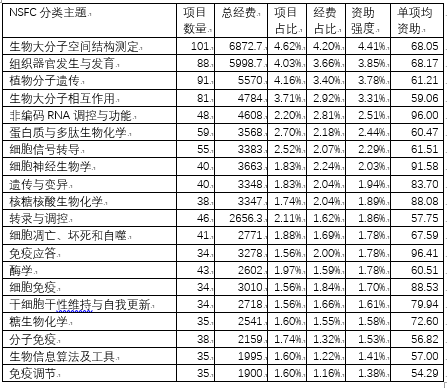 NSFC 分类主题 项目数量 总经费 项目占比 经费占比 资助强度 单项均资助
生物大分子空间结构测定 101 6872.7 4.62% 4.20% 4.41% 68.05
组织器官发生与发育 88 5998.7 4.03% 3.66% 3.85% 68.17
植物分子遗传 91 5570 4.16% 3.40% 3.78% 61.21
生物大分子相互作用 81 4784 3.71% 2.92% 3.31% 59.06
非编码 RNA 调控与功能 48 4608 2.20% 2.81% 2.51% 96.00
蛋白质与多肽生物化学 59 3568 2.70% 2.18% 2.44% 60.47
细胞信号转导 55 3383 2.52% 2.07% 2.29% 61.51
细胞神经生物学 40 3663 1.83% 2.24% 2.03% 91.58
遗传与变异 40 3348 1.83% 2.04% 1.94% 83.70
核糖核酸生物化学 38 3347 1.74% 2.04% 1.89% 88.08
转录与调控 46 2656.3 2.11% 1.62% 1.86% 57.75
细胞凋亡、坏死和自噬 41 2771 1.88% 1.69% 1.78% 67.59
免疫应答 34 3278 1.56% 2.00% 1.78% 96.41
酶学 43 2602 1.97% 1.59% 1.78% 60.51
细胞免疫 34 3010 1.56% 1.84% 1.70% 88.53
干细胞干性维持与自我更新 34 2718 1.56% 1.66% 1.61% 79.94
糖生物化学 35 2541 1.60% 1.55% 1.58% 72.60
分子免疫 38 2159 1.74% 1.32% 1.53% 56.82
生物信息算法及工具 35 1995 1.60% 1.22% 1.41% 57.00
免疫调节 35 1900 1.60% 1.16% 1.38% 54.29